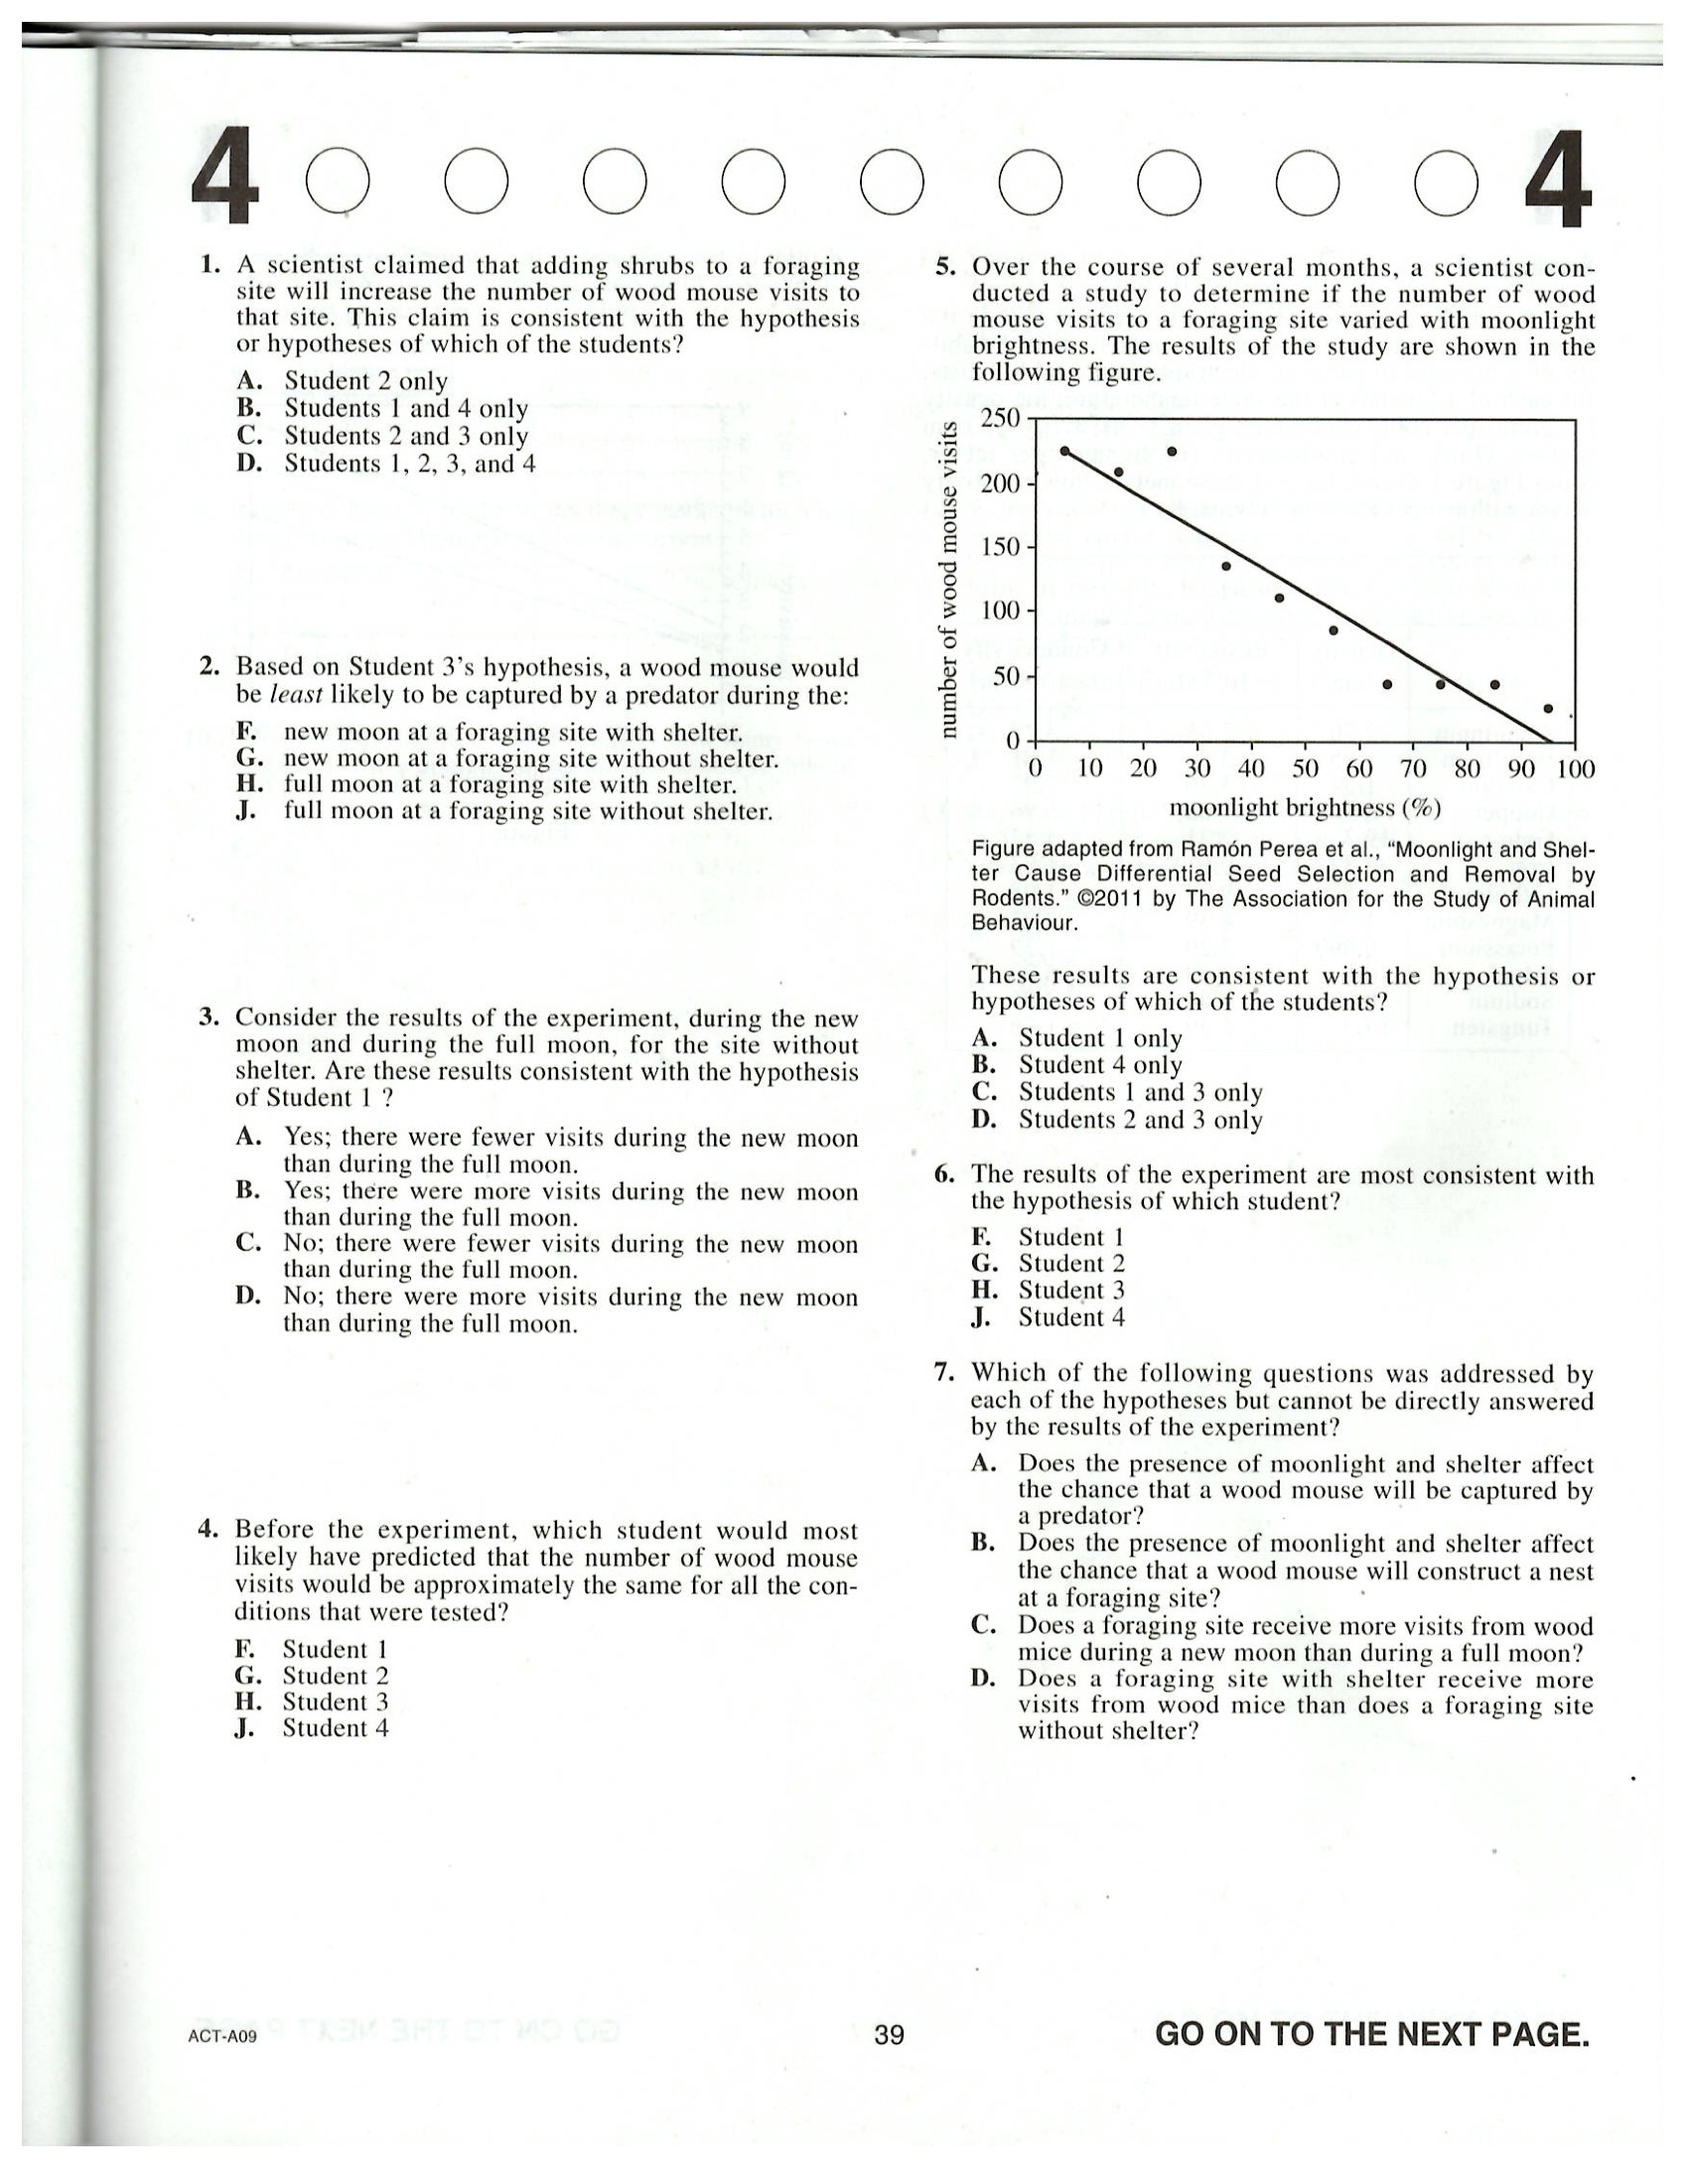 4 4
1. A scientist claimed that adding shrubs to a foraging
site will increase the number of wood mouse visits to
that site. This claim is consistent with the hypothesis
or hypotheses of which of the students?
A. Student 2 only
B. Students 1 and 4 only
C. Students 2 and 3 only
D. Students 1, 2, 3, and 4
2. Based on Student 3's hypothesis, a wood mouse would
be least likely to be captured by a predator during the:
F. new moon at a foraging site with shelter.
G. new moon at a foraging site without shelter.
H. full moon at a foraging site with shelter.
J. full moon at a foraging site without shelter.
3. Consider the results of the experiment, during the new
moon and during the full moon, for the site without
shelter. Are these results consistent with the hypothesis
of Student 1 ?
A. Yes; there were fewer visits during the new moon
than during the full moon.
B. Yes; there were more visits during the new moon
than during the full moon.
C. No; there were fewer visits during the new moon
than during the full moon.
D. No; there were more visits during the new moon
than during the full moon.
4. Before the experiment, which student would most
likely have predicted that the number of wood mouse
visits would be approximately the same for all the con-
ditions that were tested?
F. Student 1
G. Student 2
H. Student 3
J. Student 4
5. Over the course of several months, a scientist con-
ducted a study to determine if the number of wood
mouse visits to a foraging site varied with moonlight
brightness. The results of the study are shown in the
following figure.
number of wood mouse visits
250
200
150
100
50
0
0 10 20 30 40 50 60 70 80 90 100
moonlight brightness (%)
Figure adapted from Ramón Perea et al., “Moonlight and Shel-
ter Cause Differential Seed Selection and Removal by
Rodents.” ©2011 by The Association for the Study of Animal
Behaviour.
These results are consistent with the hypothesis or
hypotheses of which of the students?
A. Student 1 only
B. Student 4 only
C. Students 1 and 3 only
D. Students 2 and 3 only
6. The results of the experiment are most consistent with
the hypothesis of which student?
F. Student 1
G. Student 2
H. Student 3
J. Student 4
7. Which of the following questions was addressed by
each of the hypotheses but cannot be directly answered
by the results of the experiment?
A. Does the presence of moonlight and shelter affect
the chance that a wood mouse will be captured by
a predator?
B. Does the presence of moonlight and shelter affect
the chance that a wood mouse will construct a nest
at a foraging site?
C. Does a foraging site receive more visits from wood
mice during a new moon than during a full moon?
D. Does a foraging site with shelter receive more
visits from wood mice than does a foraging site
without shelter?
ACT-A09
39
GO ON TO THE NEXT PAGE.